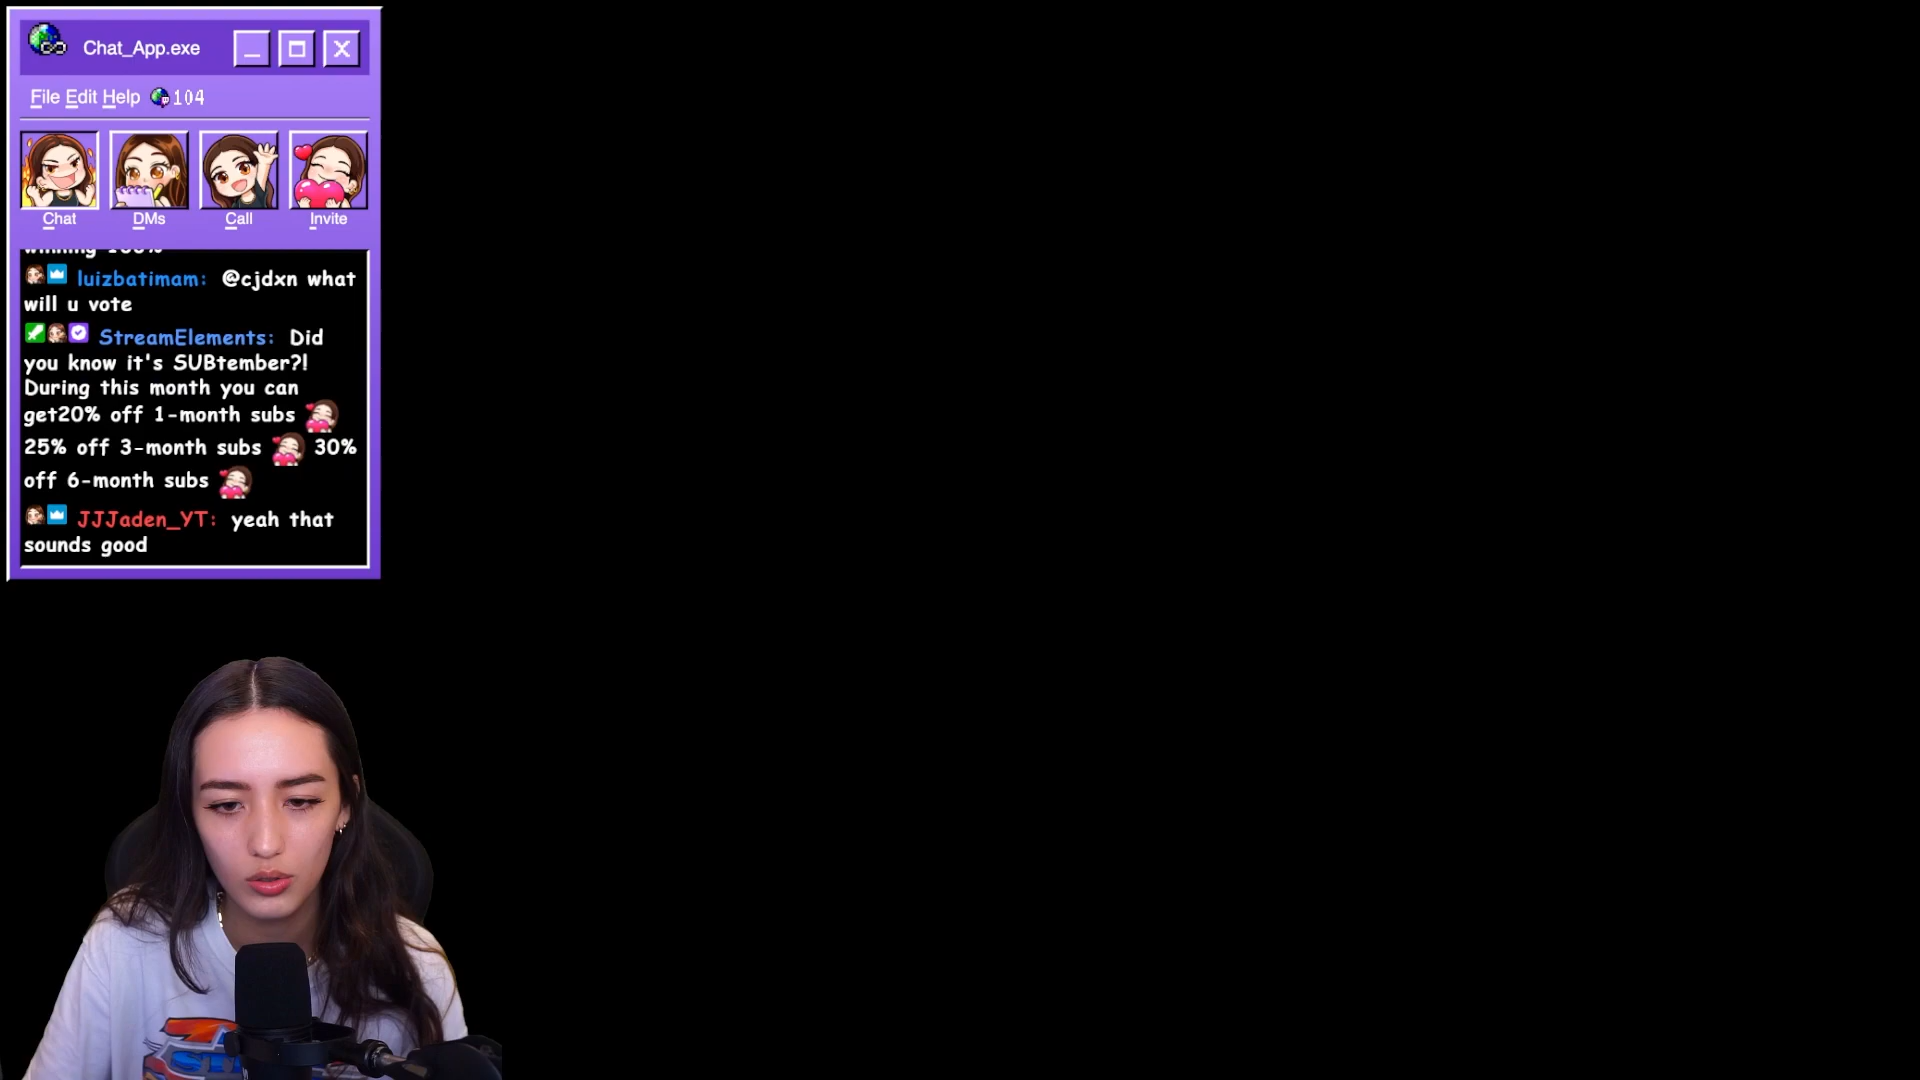 Chat_App.exe
File Edit Help 104
Chat DMs Call Invite
winning 100%
luizbatimam: @cjdxn what
will u vote
StreamElements: Did
you know it's SUBtember?!
During this month you can
get20% off 1-month subs
25% off 3-month subs 30%
off 6-month subs
JJJaden_YT: yeah that
sounds good